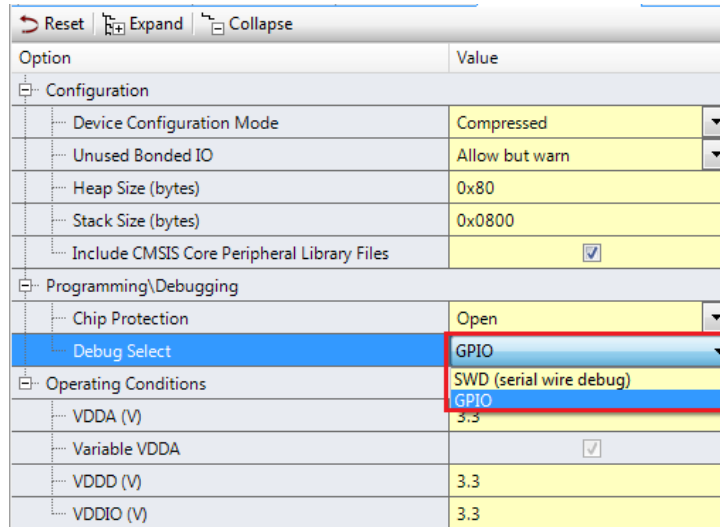 Reset Expand Collapse
Option Value
Configuration
Device Configuration Mode Compressed
Unused Bonded IO Allow but warn
Heap Size (bytes) 0x80
Stack Size (bytes) 0x0800
Include CMSIS Core Peripheral Library Files
Programming\Debugging
Chip Protection Open
Debug Select GPIO
SWD (serial wire debug)
Operating Conditions
GPIO
VDDA (V) 3.3
Variable VDDA
VDDD (V) 3.3
VDDIO (V) 3.3